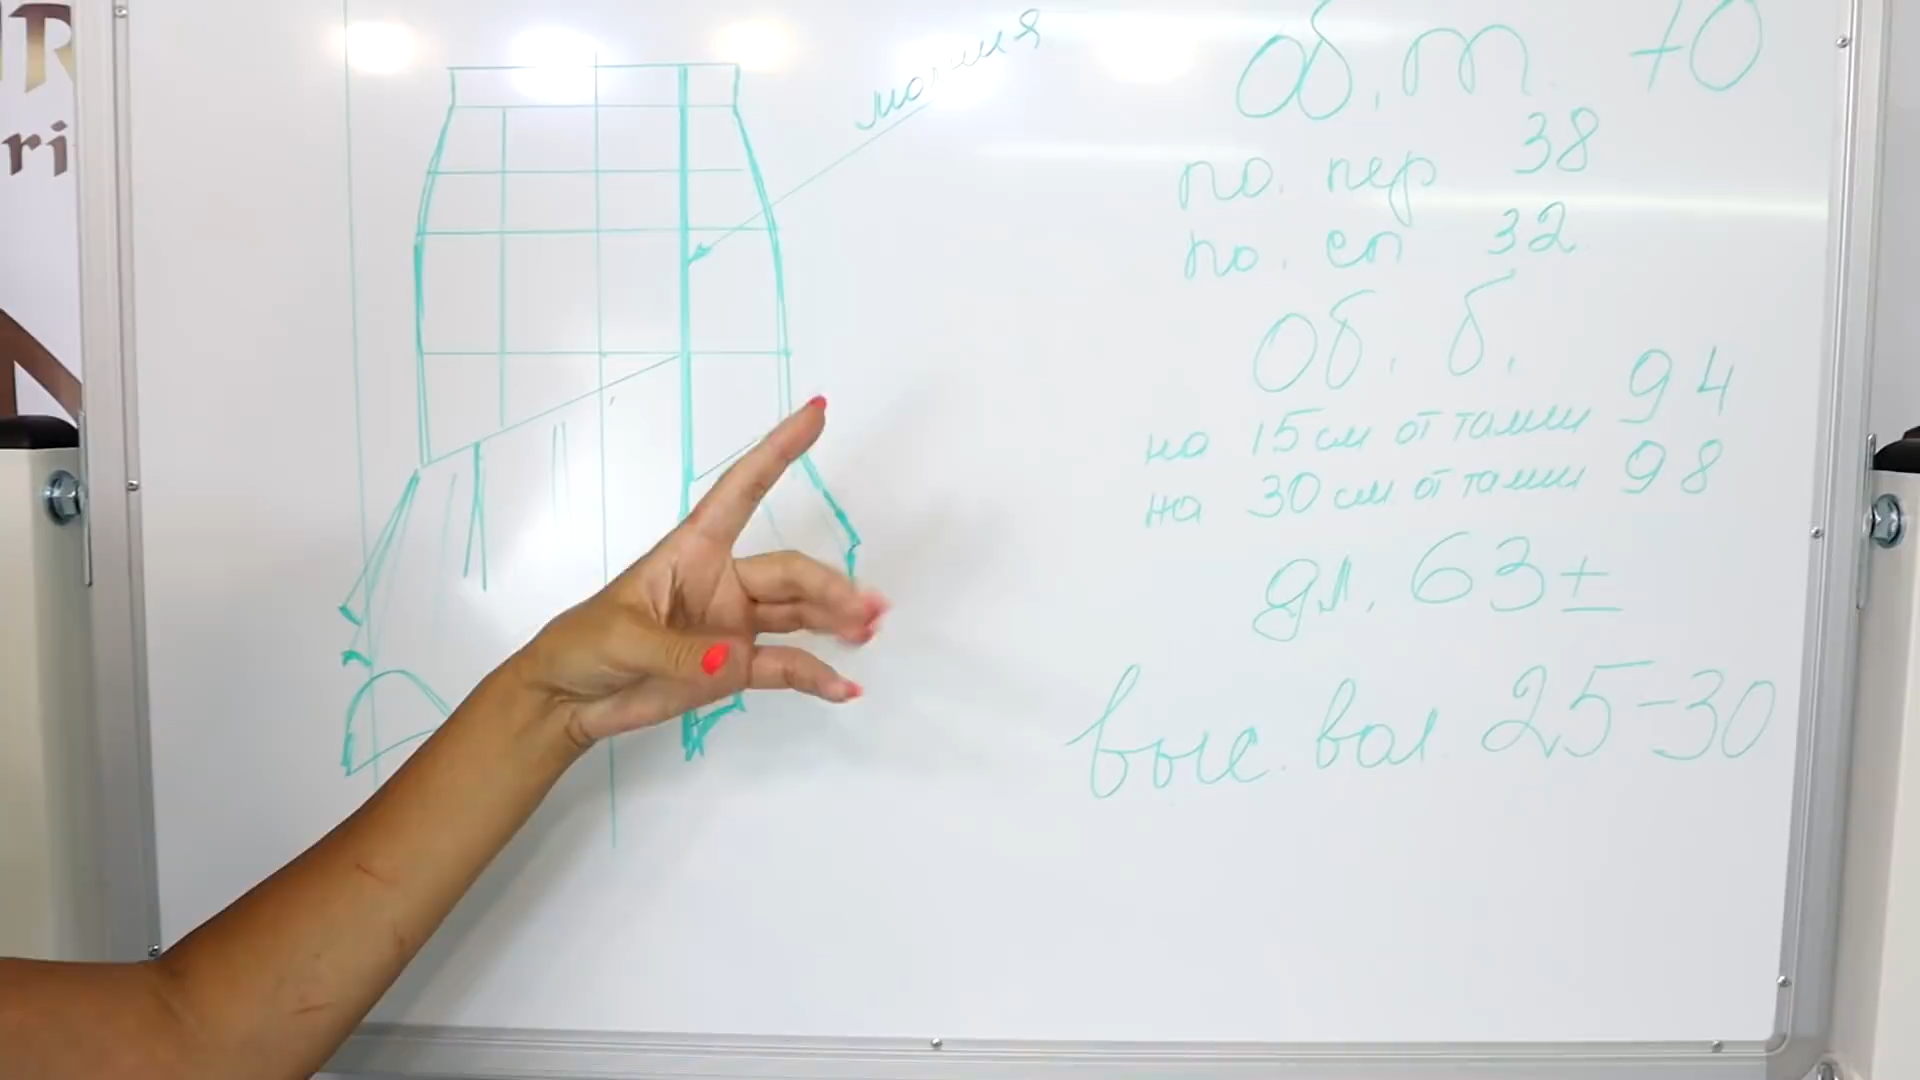 R
ri
молния
Об. т. 70
по. пер 38
по. сп 32
Об. б.
на 15 см от талии 94
на 30 см от талии 98
дл. 63 ±
выс. вол. 25-30